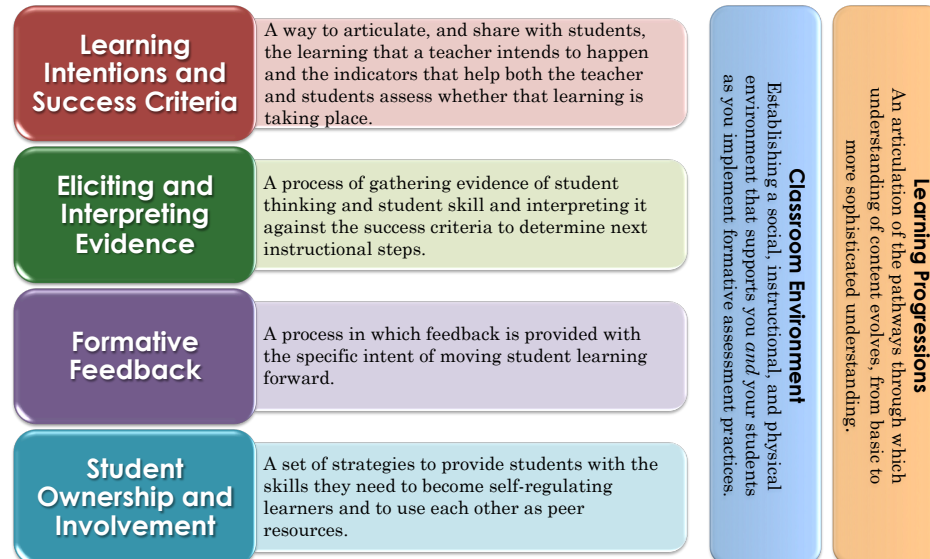 Learning
Intentions and
Success Criteria
A way to articulate, and share with students,
the learning that a teacher intends to happen
and the indicators that help both the teacher
and students assess whether that learning is
taking place.
Eliciting and
Interpreting
Evidence
A process of gathering evidence of student
thinking and student skill and interpreting it
against the success criteria to determine next
instructional steps.
Formative
Feedback
A process in which feedback is provided with
the specific intent of moving student learning
forward.
Student
Ownership and
Involvement
A set of strategies to provide students with the
skills they need to become self-regulating
learners and to use each other as peer
resources.
Classroom Environment
Establishing a social, instructional, and physical
environment that supports you and your students
as you implement formative assessment practices.
Learning Progressions
An articulation of the pathways through which
understanding of content evolves, from basic to
more sophisticated understanding.